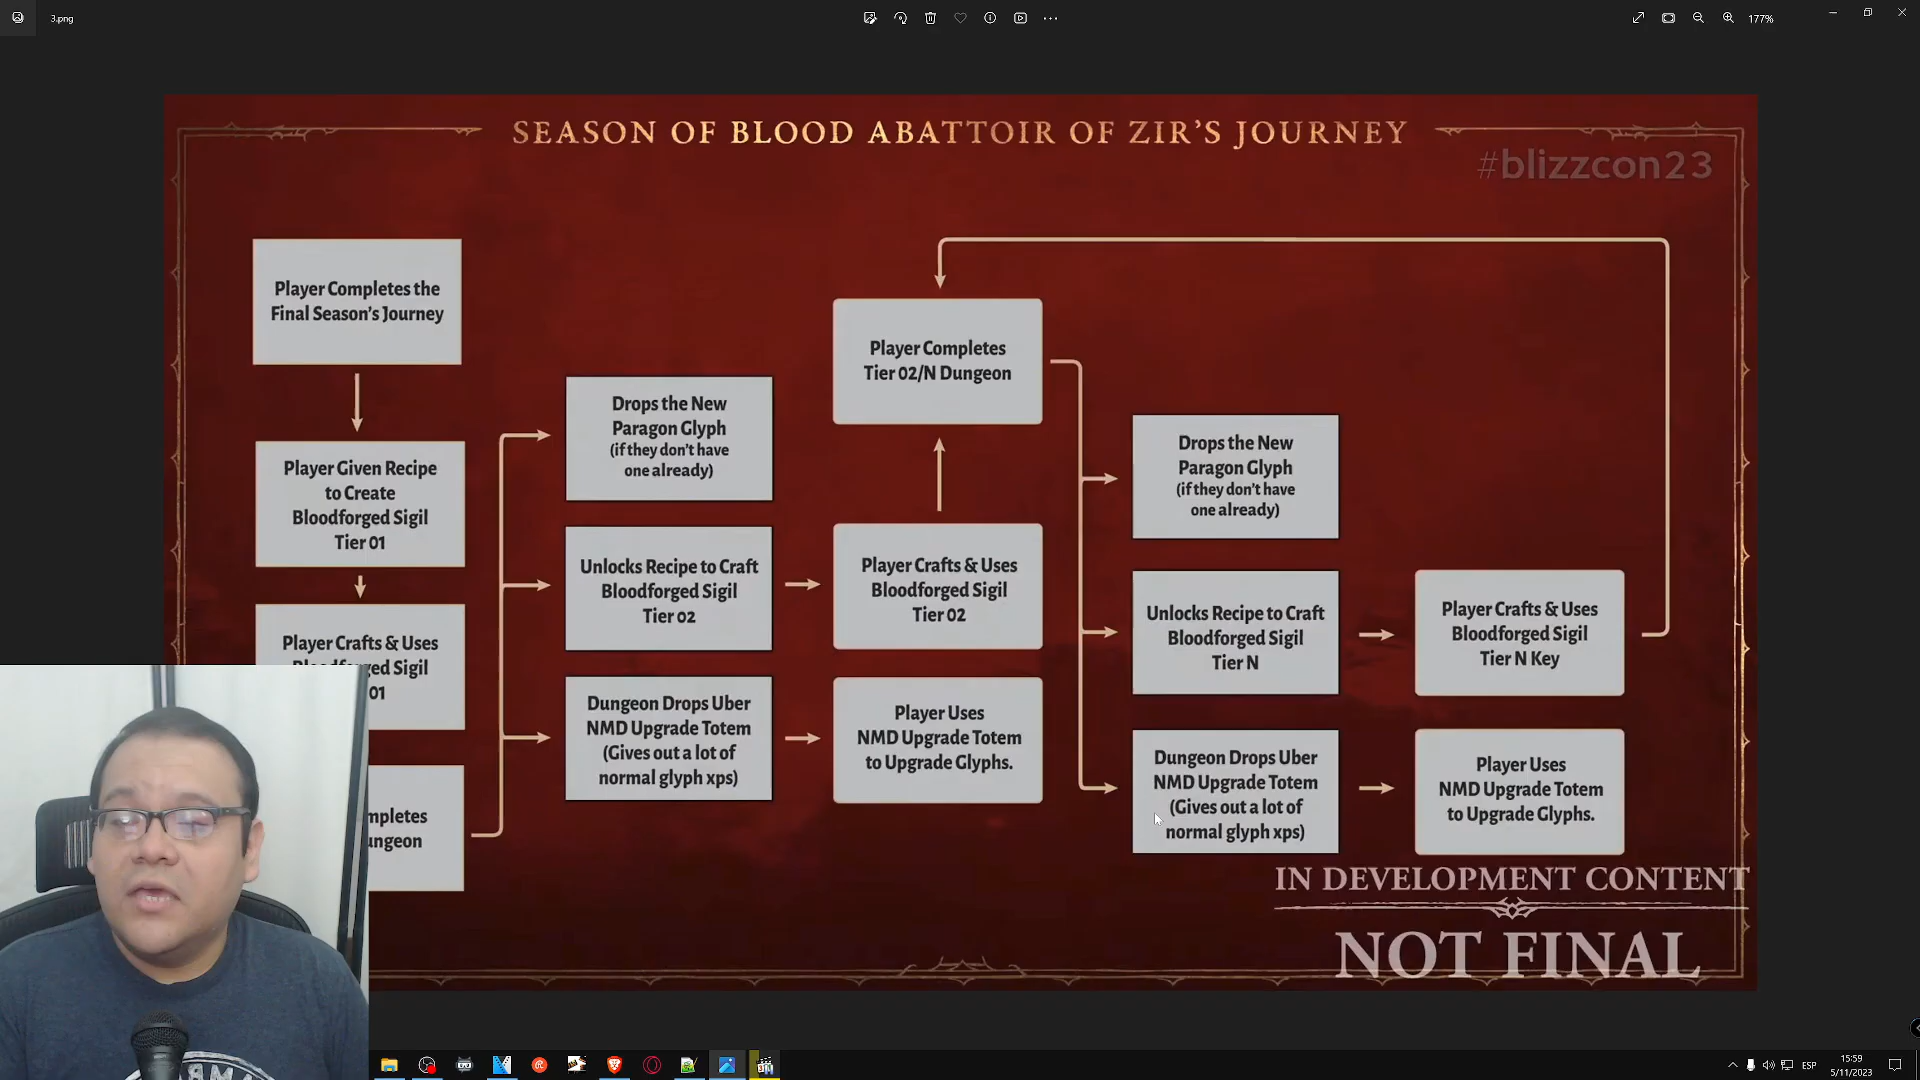 3.png
177%
SEASON OF BLOOD ABATTOIR OF ZIR'S JOURNEY
#blizzcon23
Player Completes the
Final Season's Journey
Player Given Recipe
to Create
Bloodforged Sigil
Tier 01
Player Crafts & Uses
Bloodforged Sigil
01
mpletes
ungeon
Drops the New
Paragon Glyph
(if they don't have
one already)
Unlocks Recipe to Craft
Bloodforged Sigil
Tier 02
Dungeon Drops Uber
NMD Upgrade Totem
(Gives out a lot of
normal glyph xps)
Player Completes
Tier 02/N Dungeon
Player Crafts & Uses
Bloodforged Sigil
Tier 02
Player Uses
NMD Upgrade Totem
to Upgrade Glyphs.
Drops the New
Paragon Glyph
(if they don't have
one already)
Unlocks Recipe to Craft
Bloodforged Sigil
Tier N
Dungeon Drops Uber
NMD Upgrade Totem
(Gives out a lot of
normal glyph xps)
Player Crafts & Uses
Bloodforged Sigil
Tier N Key
Player Uses
NMD Upgrade Totem
to Upgrade Glyphs.
IN DEVELOPMENT CONTENT
NOT FINAL
ESP
15:59
5/11/2023